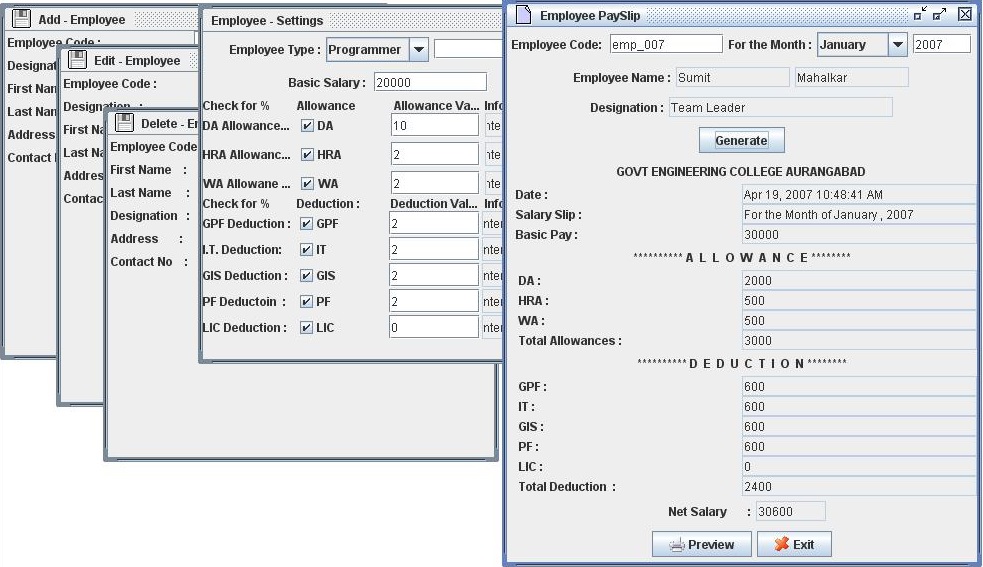 Add - Employee
Employee Code :
Designat
First Nan
Last Nan
Address
Contact
Edit - Employee
Employee Code :
Designation :
First Na
Last Na
Addres
Contac
Delete - E
Employee Code
First Name :
Last Name :
Designation :
Address :
Contact No :
Employee - Settings
Employee Type : Programmer
Basic Salary : 20000
Check for % Allowance Allowance Va... Info
DA Allowance... DA 10 nte
HRA Allowanc... HRA 2 nte
WA Allowane ... WA 2 nte
Check for % Deduction : Deduction Val... Info
GPF Deduction : GPF 2 nter
I.T. Deduction: IT 2 nter
GIS Deduction : GIS 2 nter
PF Deductoin : PF 2 nter
LIC Deduction : LIC 0 nter
Employee PaySlip
Employee Code: emp_007 For the Month : January 2007
Employee Name : Sumit Mahalkar
Designation : Team Leader
Generate
GOVT ENGINEERING COLLEGE AURANGABAD
Date : Apr 19, 2007 10:48:41 AM
Salary Slip : For the Month of January , 2007
Basic Pay : 30000
********** A L L O W A N C E ********
DA : 2000
HRA : 500
WA : 500
Total Allowances : 3000
********** D E D U C T I O N ********
GPF : 600
IT : 600
GIS : 600
PF : 600
LIC : 0
Total Deduction : 2400
Net Salary : 30600
Preview Exit